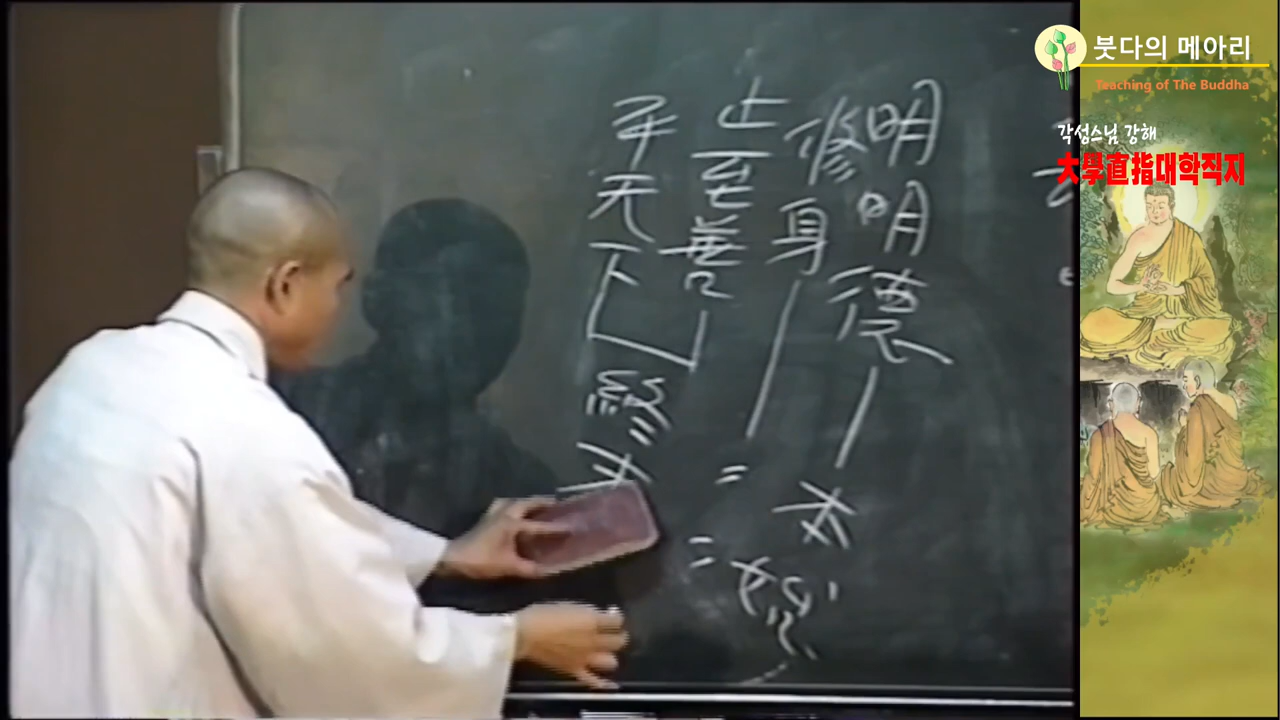 붓다의 메아리
Teaching of The Buddha
각성스님 강해
大學直指대학직지
明明德 — 本
修身 — = = 始
止至善
平天下 終 =